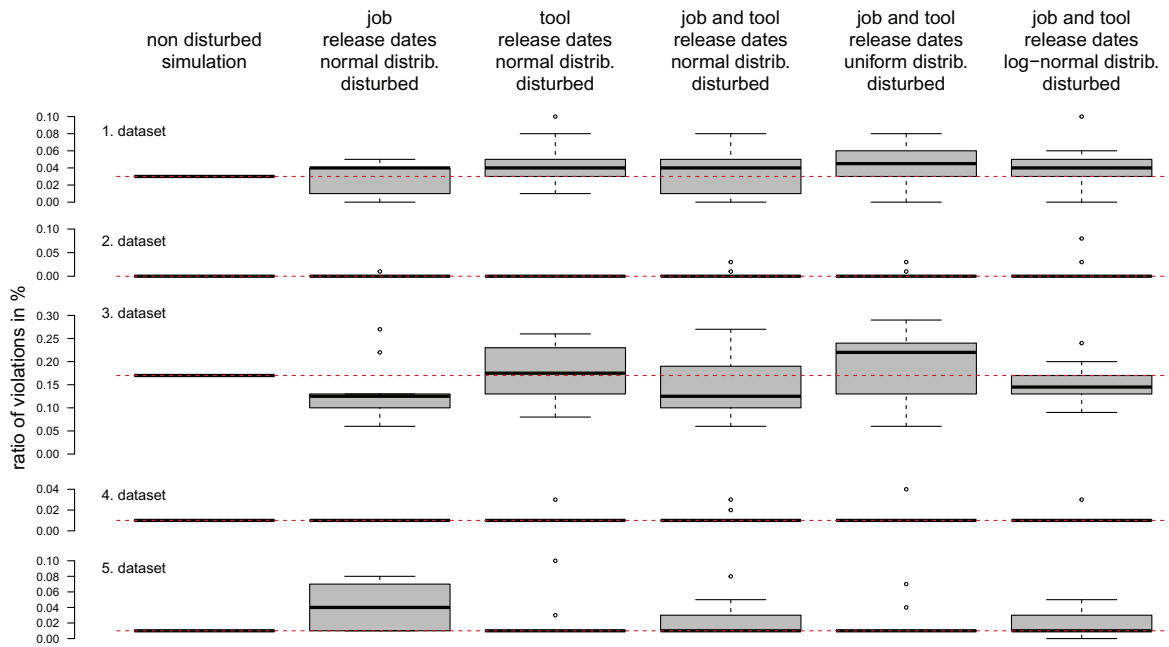 non disturbed
simulation
job
release dates
normal distrib.
disturbed
tool
release dates
normal distrib.
disturbed
job and tool
release dates
normal distrib.
disturbed
job and tool
release dates
uniform distrib.
disturbed
job and tool
release dates
log−normal distrib.
disturbed
ratio of violations in %
1. dataset
0.10
0.08
0.06
0.04
0.02
0.00
2. dataset
0.10
0.05
0.00
3. dataset
0.30
0.25
0.20
0.15
0.10
0.05
0.00
4. dataset
0.04
0.02
0.00
5. dataset
0.10
0.08
0.06
0.04
0.02
0.00